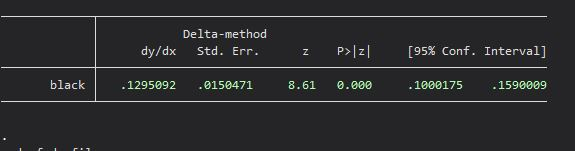 Delta-method
dy/dx Std. Err. z P>|z| [95% Conf. Interval]
black .1295092 .0150471 8.61 0.000 .1000175 .1590009
.